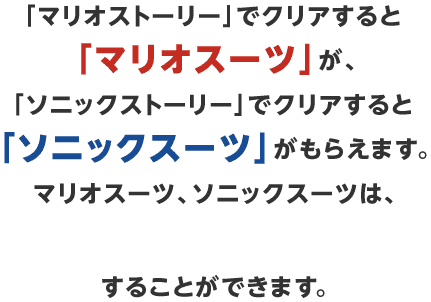 「マリオストーリー」でクリアすると
「マリオスーツ」が、
「ソニックストーリー」でクリアすると
「ソニックスーツ」がもらえます。
マリオスーツ、ソニックスーツは、
することができます。